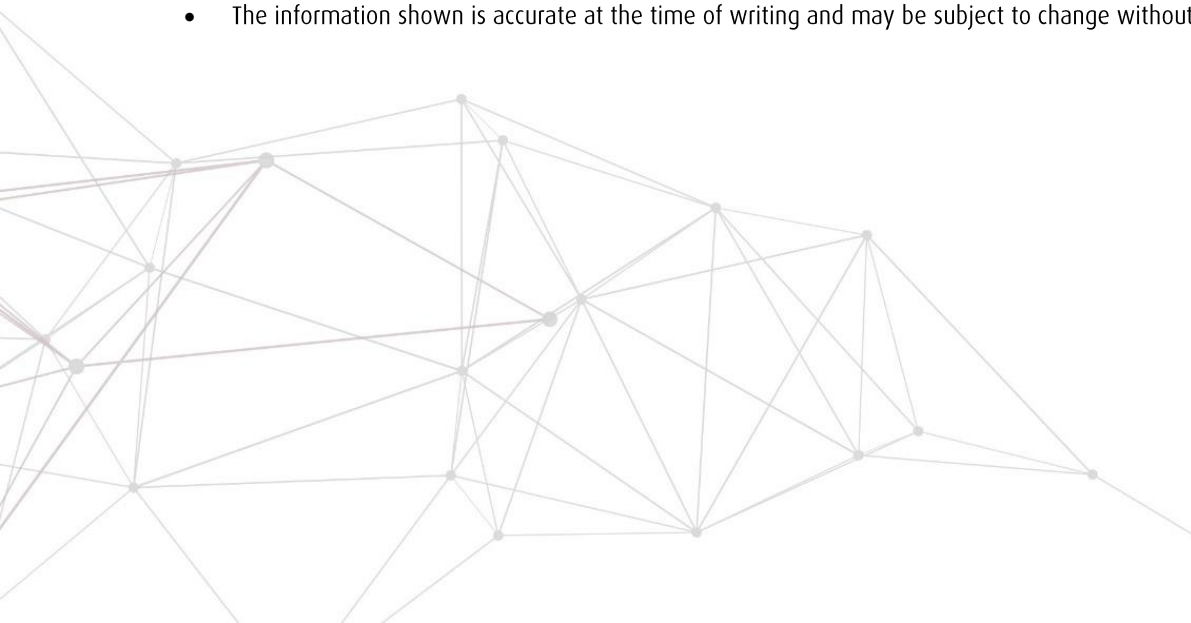 • The information shown is accurate at the time of writing and may be subject to change without